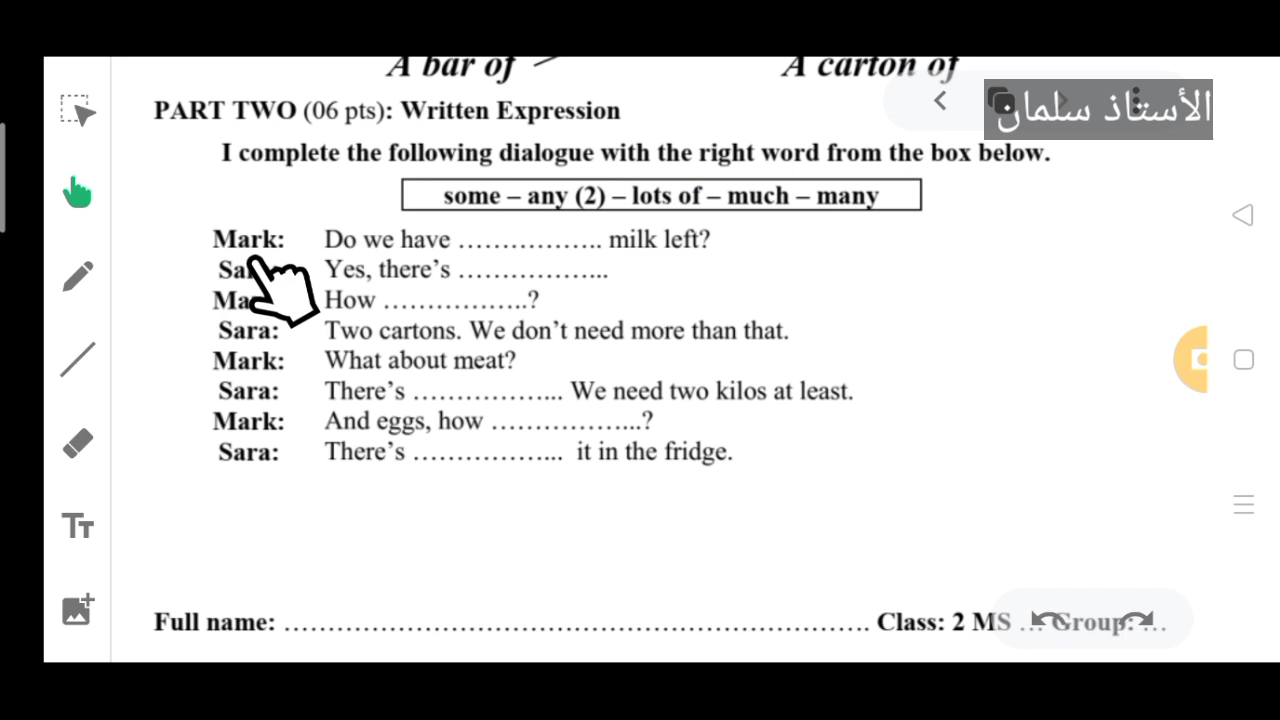 A bar of
A carton of
الأستاذ سلمان
PART TWO (06 pts): Written Expression
I complete the following dialogue with the right word from the box below.
some – any (2) – lots of – much – many
Mark: Do we have …………….. milk left?
Yes, there's ……………...
How ……………..?
Sara: Two cartons. We don't need more than that.
Mark: What about meat?
Sara: There's ……………... We need two kilos at least.
Mark: And eggs, how ……………...?
Sara: There's ……………... it in the fridge.
Full name: ………………………………………………………. Class: 2 MS … Group: …
Tт